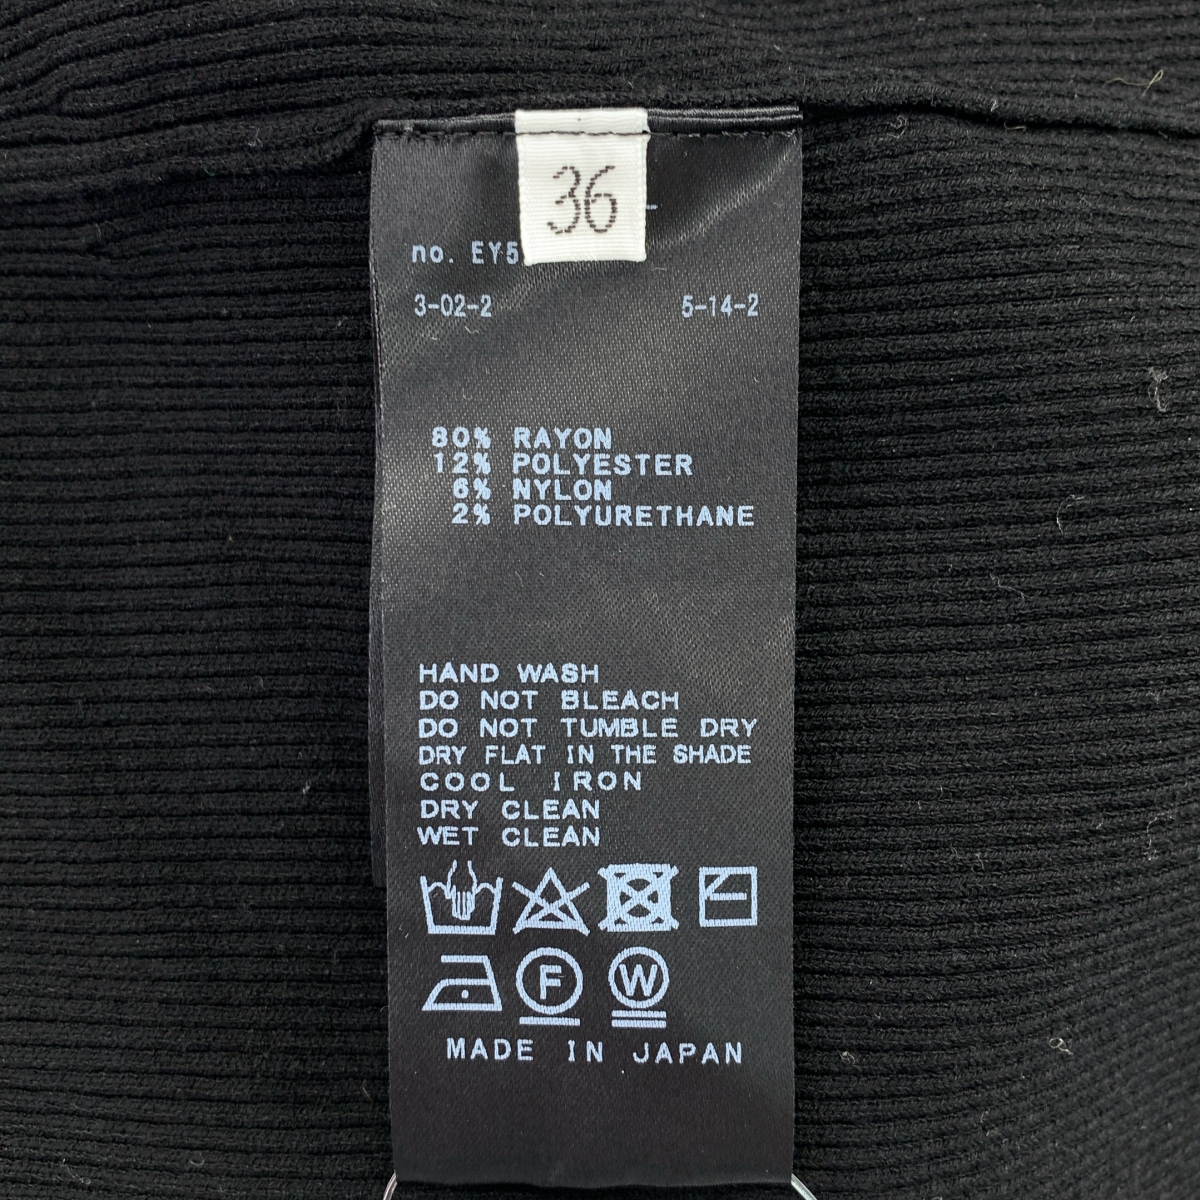 36
no. EY5
3-02-2 5-14-2
80% RAYON
12% POLYESTER
6% NYLON
2% POLYURETHANE
HAND WASH
DO NOT BLEACH
DO NOT TUMBLE DRY
DRY FLAT IN THE SHADE
COOL IRON
DRY CLEAN
WET CLEAN
F W
MADE IN JAPAN